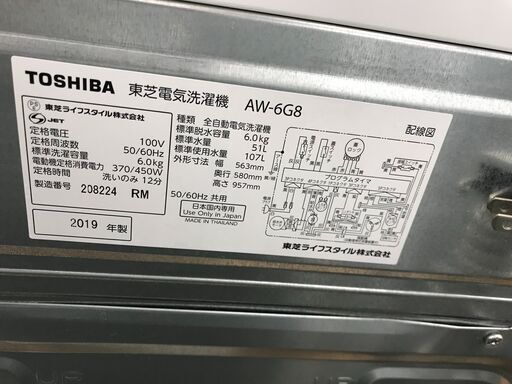 TOSHIBA 東芝電気洗濯機 AW-6G8
PS E
JET
東芝ライフスタイル株式会社
定格電圧 100V
定格周波数 50/60Hz
標準洗濯容量 6.0kg
電動機定格消費電力 370/450W
定格時間 洗いのみ 12分
製造番号 208224 RM
2019 年製
種類 全自動電気洗濯機
標準脱水容量 6.0kg
標準水量 51L
標準使用水量 107L
外形寸法 幅 563mm
奥行 580mm
高さ 957mm
50/60Hz 共用
日本国内専用
Use Only in Japan
MADE IN THAILAND
配線図
蓋
ロック
プログラムタイマ
東芝ライフスタイル株式会社
UP